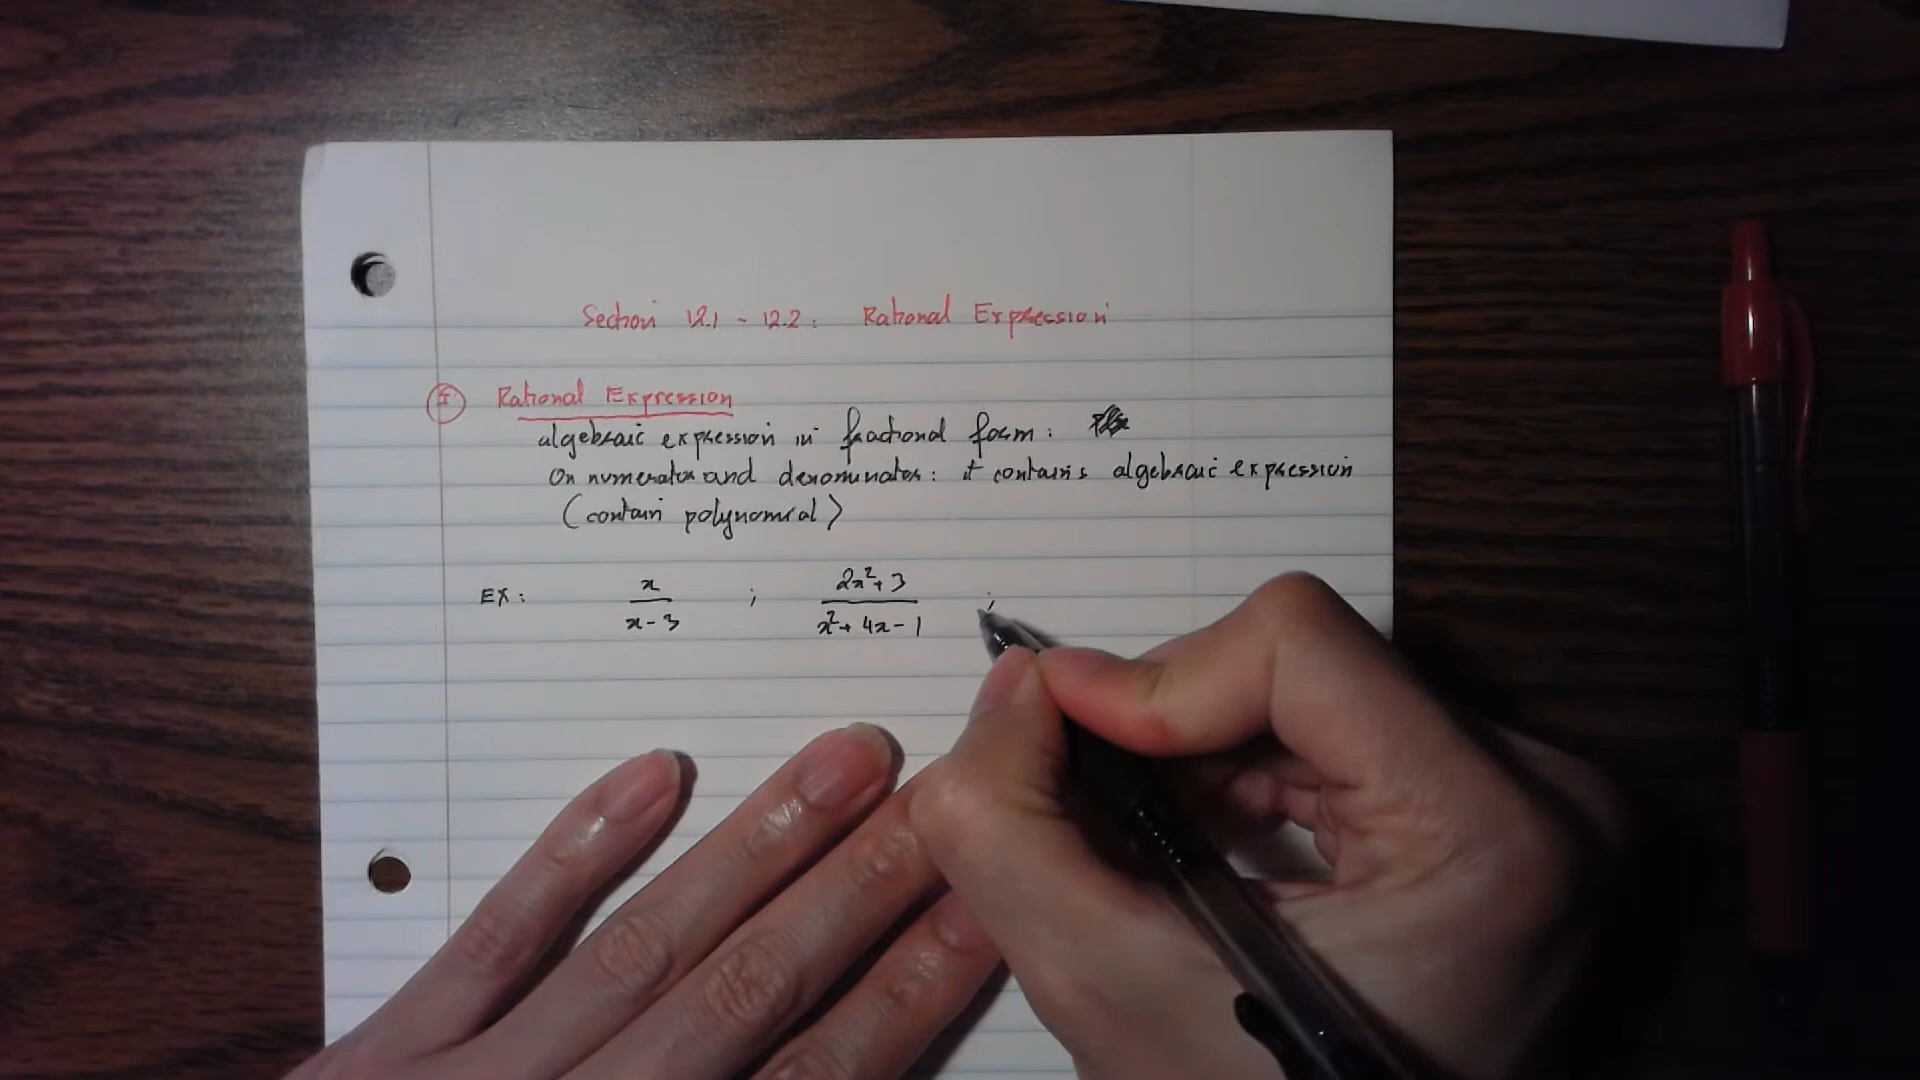 Section 12.1 - 12.2: Rational Expression
I Rational Expression
algebraic expression in fractional form:
On numerator and denominator: it contains algebraic expression
(contain polynomial)
EX: x/(x-3) ; (2x²+3)/(x²+4x-1) ;